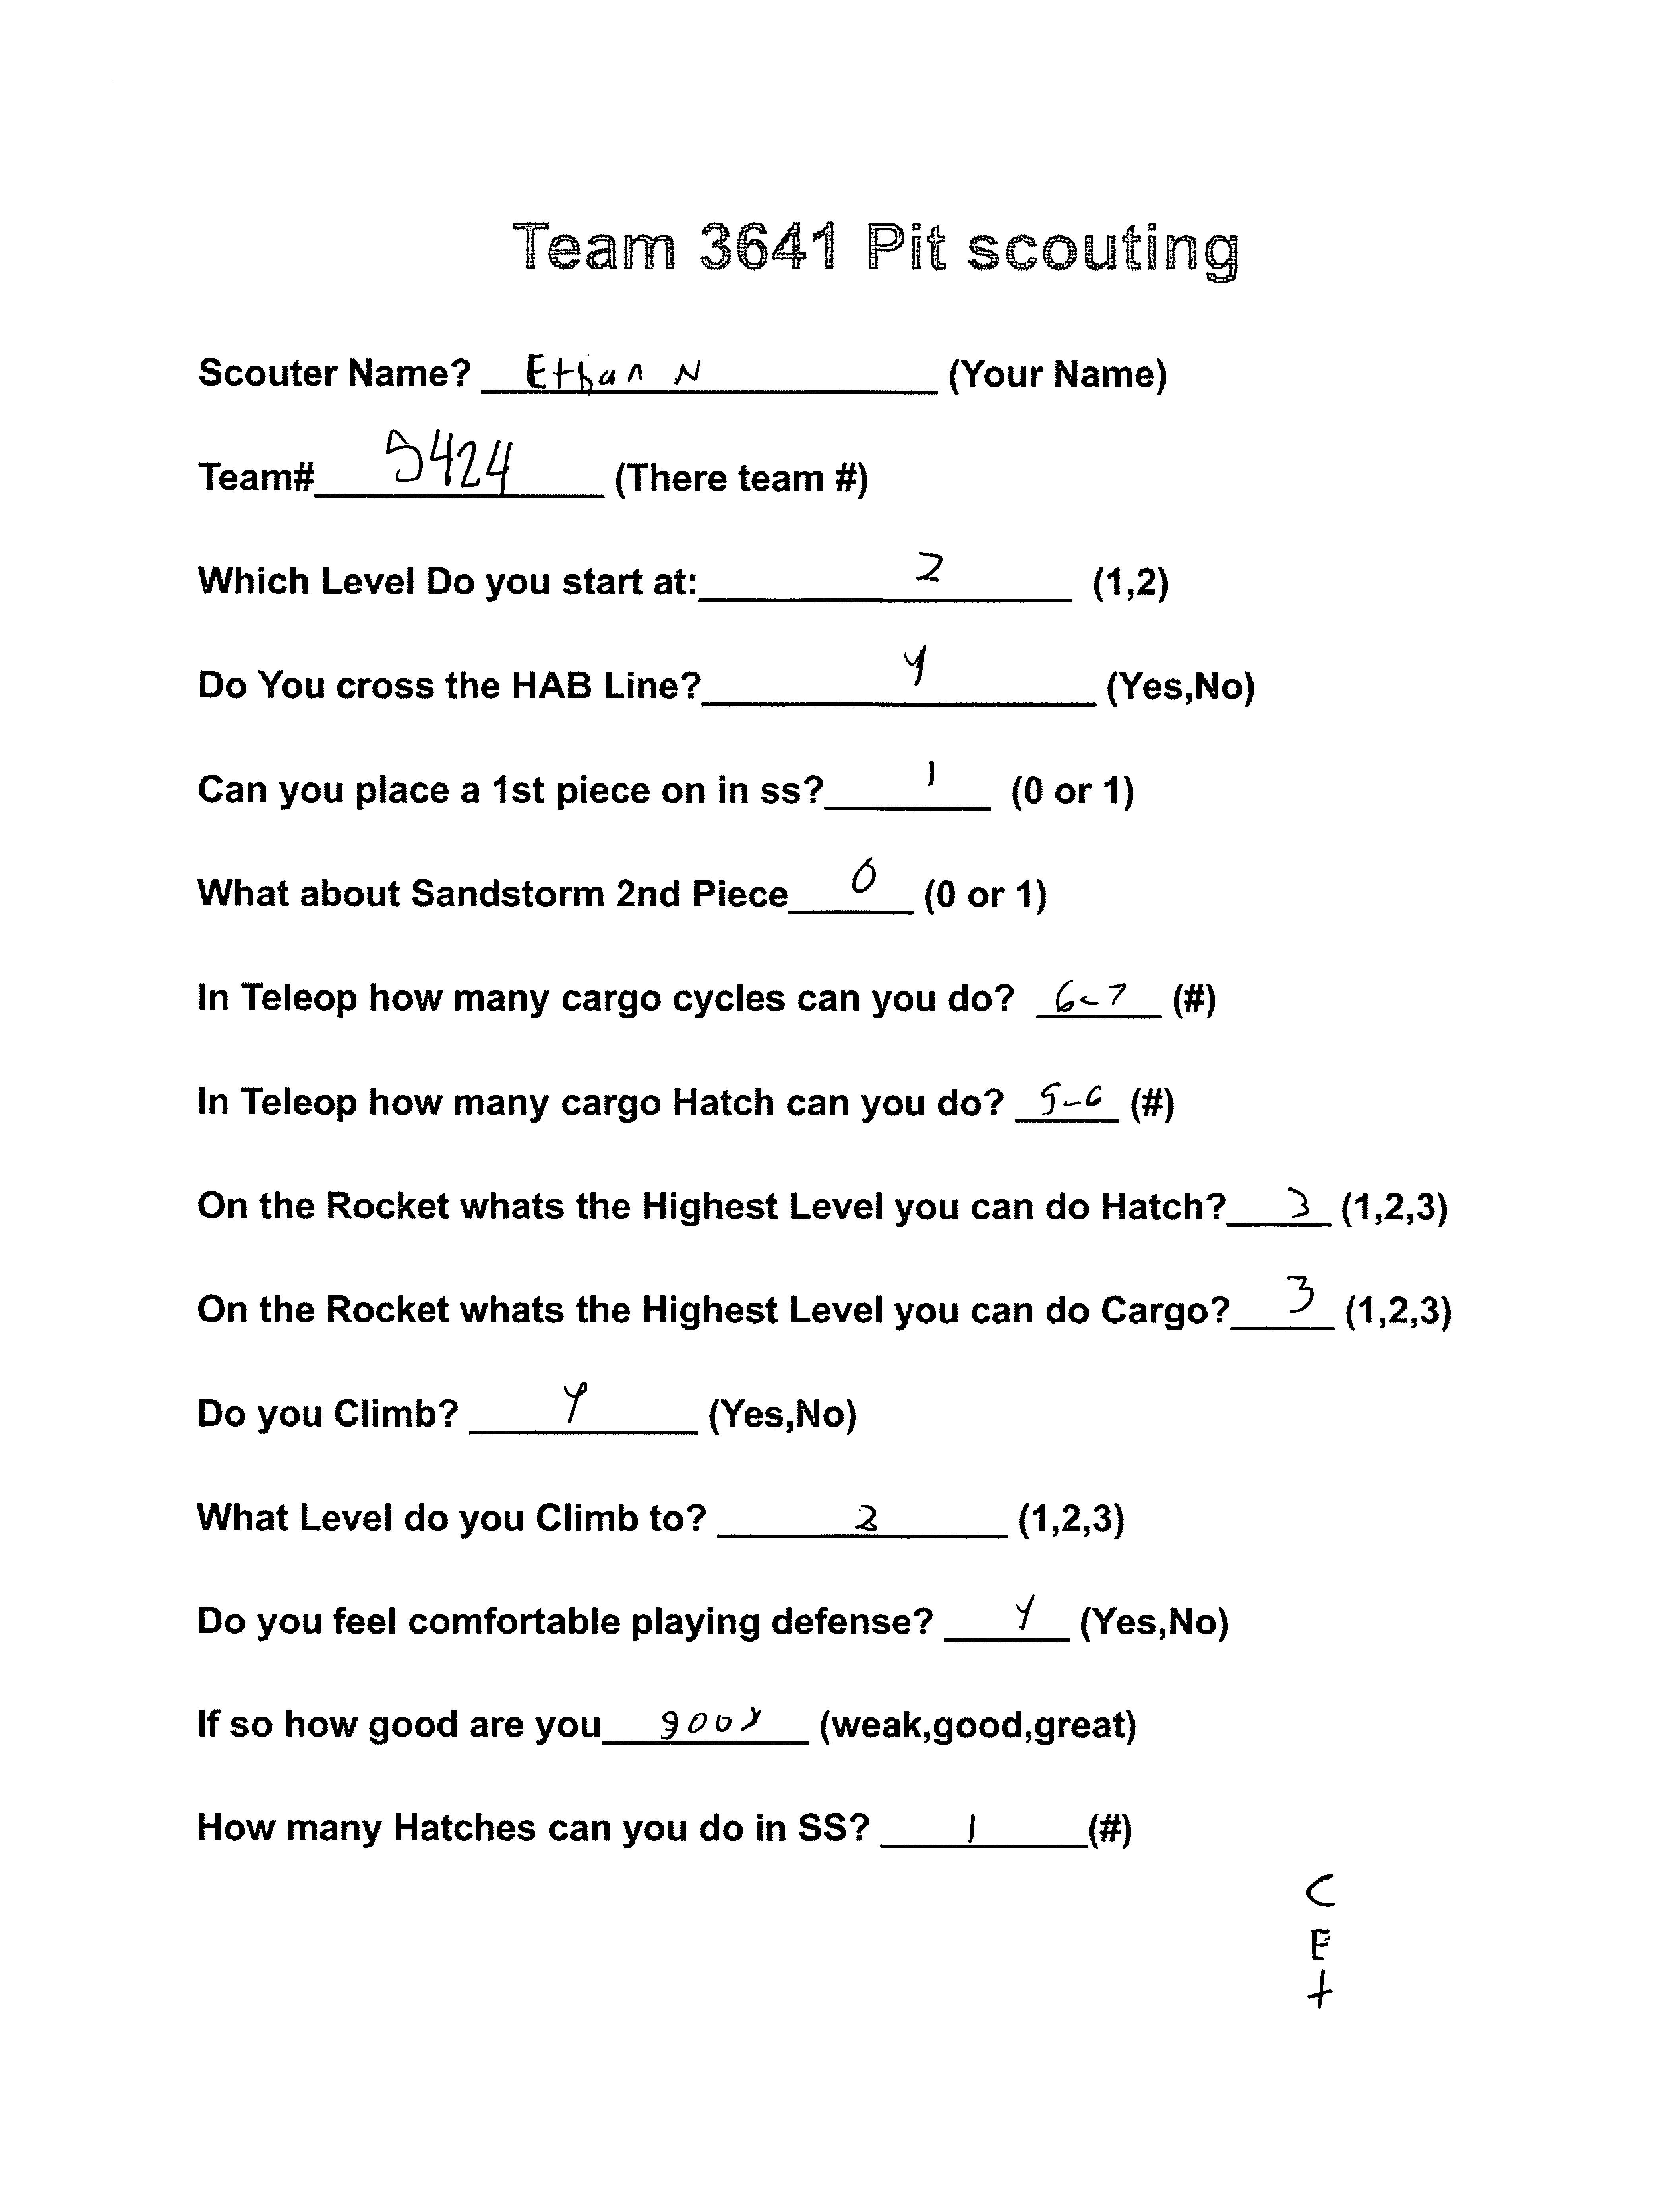 Team 3641 Pit scouting
Scouter Name? Ethan N (Your Name)
Team# 5424 (There team #)
Which Level Do you start at: 2 (1,2)
Do You cross the HAB Line? Y (Yes,No)
Can you place a 1st piece on in ss? 1 (0 or 1)
What about Sandstorm 2nd Piece 0 (0 or 1)
In Teleop how many cargo cycles can you do? 6-7 (#)
In Teleop how many cargo Hatch can you do? 5-6 (#)
On the Rocket whats the Highest Level you can do Hatch? 3 (1,2,3)
On the Rocket whats the Highest Level you can do Cargo? 3 (1,2,3)
Do you Climb? Y (Yes,No)
What Level do you Climb to? (1,2,3)
Do you feel comfortable playing defense? Y (Yes,No)
If so how good are you good (weak,good,great)
How many Hatches can you do in SS? 1 (#)
C
E
t